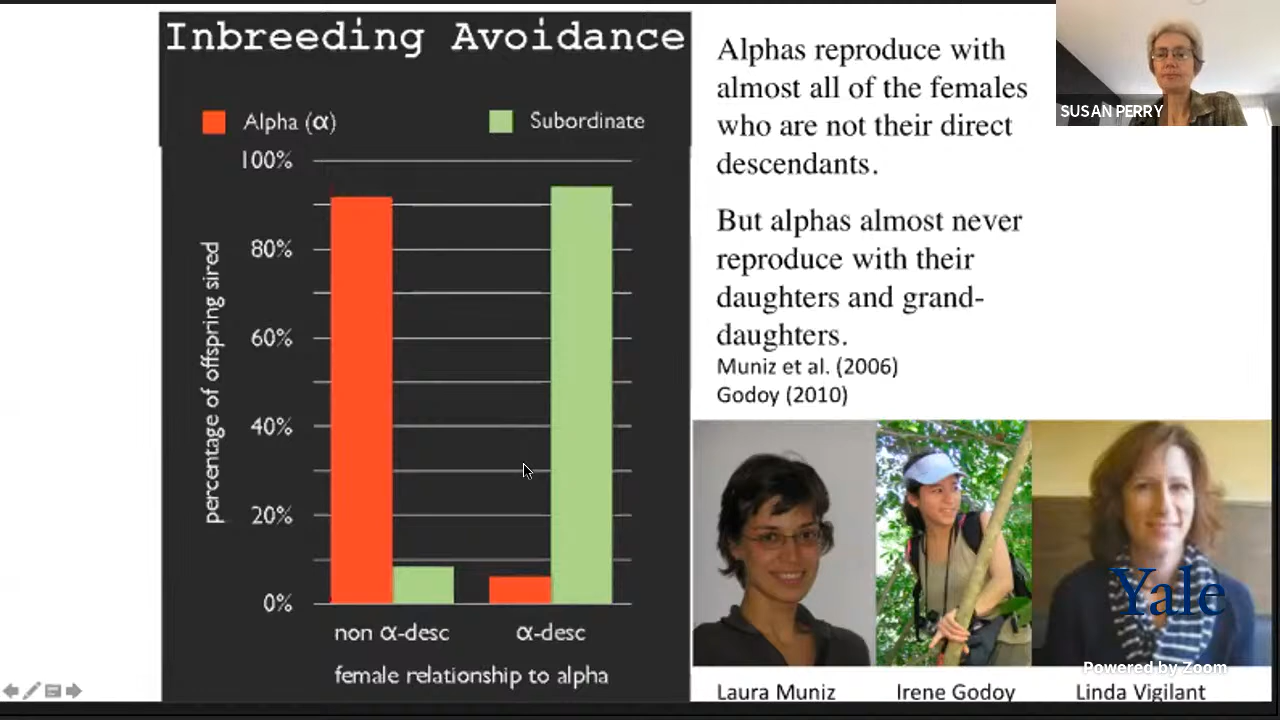 Inbreeding Avoidance
Alpha (α)
Subordinate
100%
80%
60%
40%
20%
0%
percentage of offspring sired
non α-desc
α-desc
female relationship to alpha
Alphas reproduce with
almost all of the females
who are not their direct
descendants.
But alphas almost never
reproduce with their
daughters and grand-
daughters.
Muniz et al. (2006)
Godoy (2010)
SUSAN PERRY
Yale
Powered by Zoom
Laura Muniz
Irene Godoy
Linda Vigilant